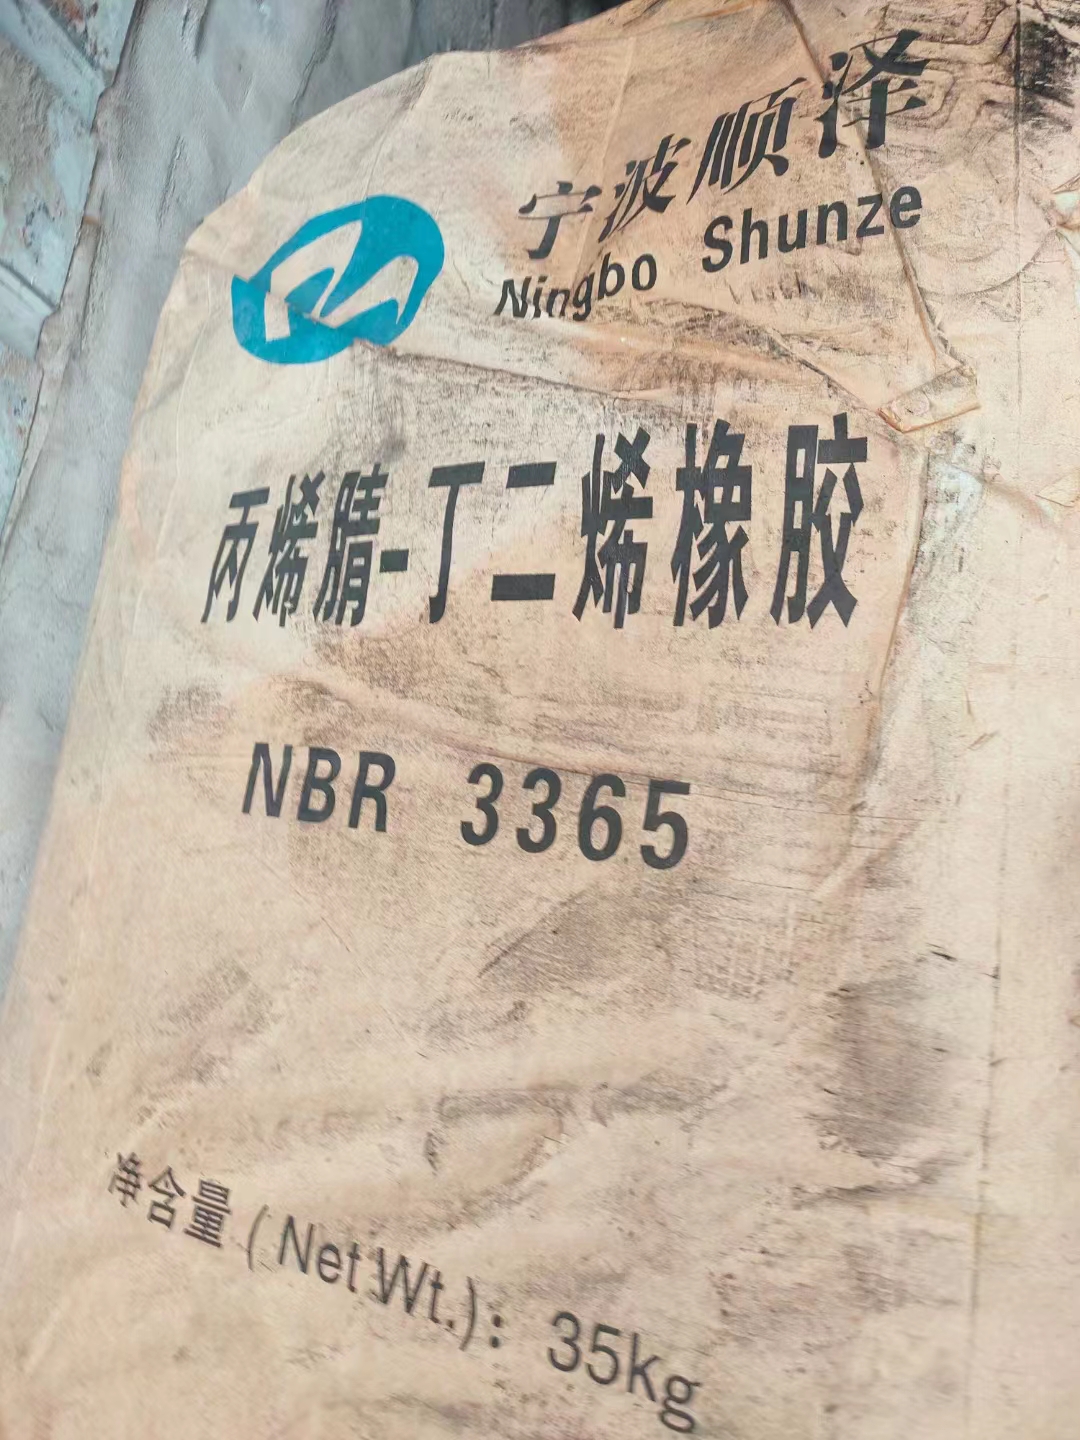 宁波顺泽
Ningbo Shunze
丙烯腈-丁二烯橡胶
NBR 3365
净含量(Net Wt.): 35kg